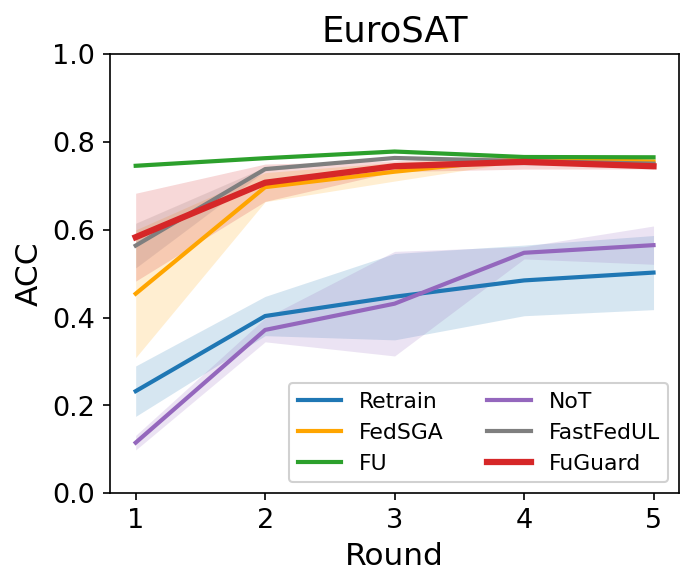 EuroSAT
ACC
1.0
0.8
0.6
0.4
0.2
0.0
Retrain
FedSGA
FU
NoT
FastFedUL
FuGuard
1 2 3 4 5
Round